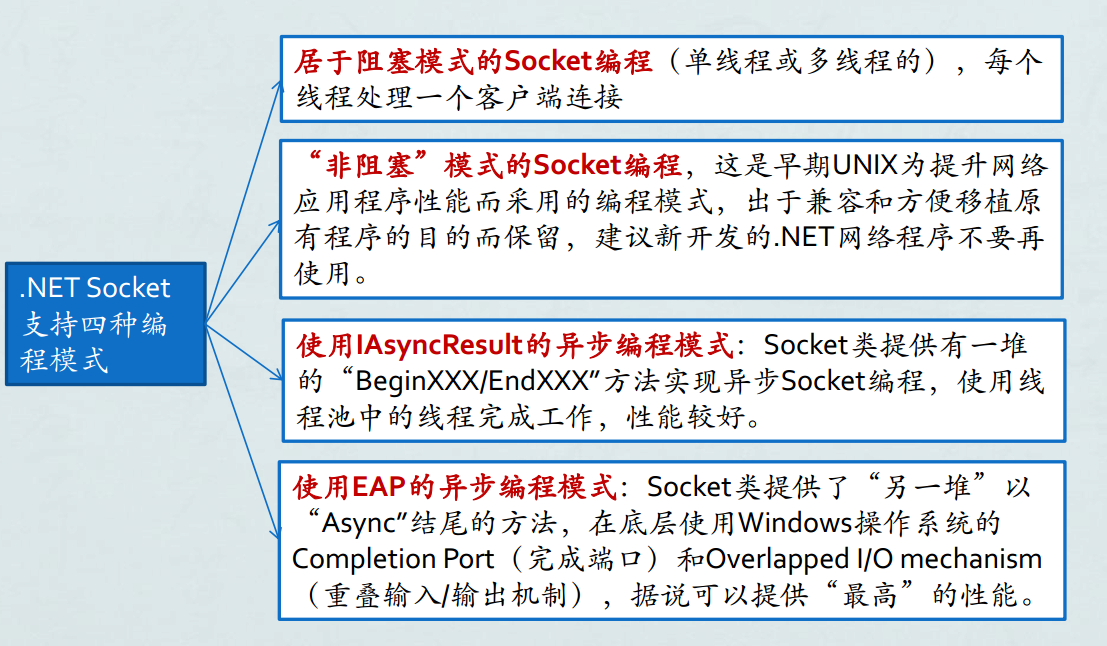 .NET Socket
支持四种编
程模式
居于阻塞模式的Socket编程（单线程或多线程的），每个
线程处理一个客户端连接
“非阻塞”模式的Socket编程，这是早期UNIX为提升网络
应用程序性能而采用的编程模式，出于兼容和方便移植原
有程序的目的而保留，建议新开发的.NET网络程序不要再
使用。
使用IAsyncResult的异步编程模式：Socket类提供有一堆
的“BeginXXX/EndXXX”方法实现异步Socket编程，使用线
程池中的线程完成工作，性能较好。
使用EAP的异步编程模式：Socket类提供了“另一堆”以
“Async”结尾的方法，在底层使用Windows操作系统的
Completion Port（完成端口）和Overlapped I/O mechanism
（重叠输入/输出机制），据说可以提供“最高”的性能。